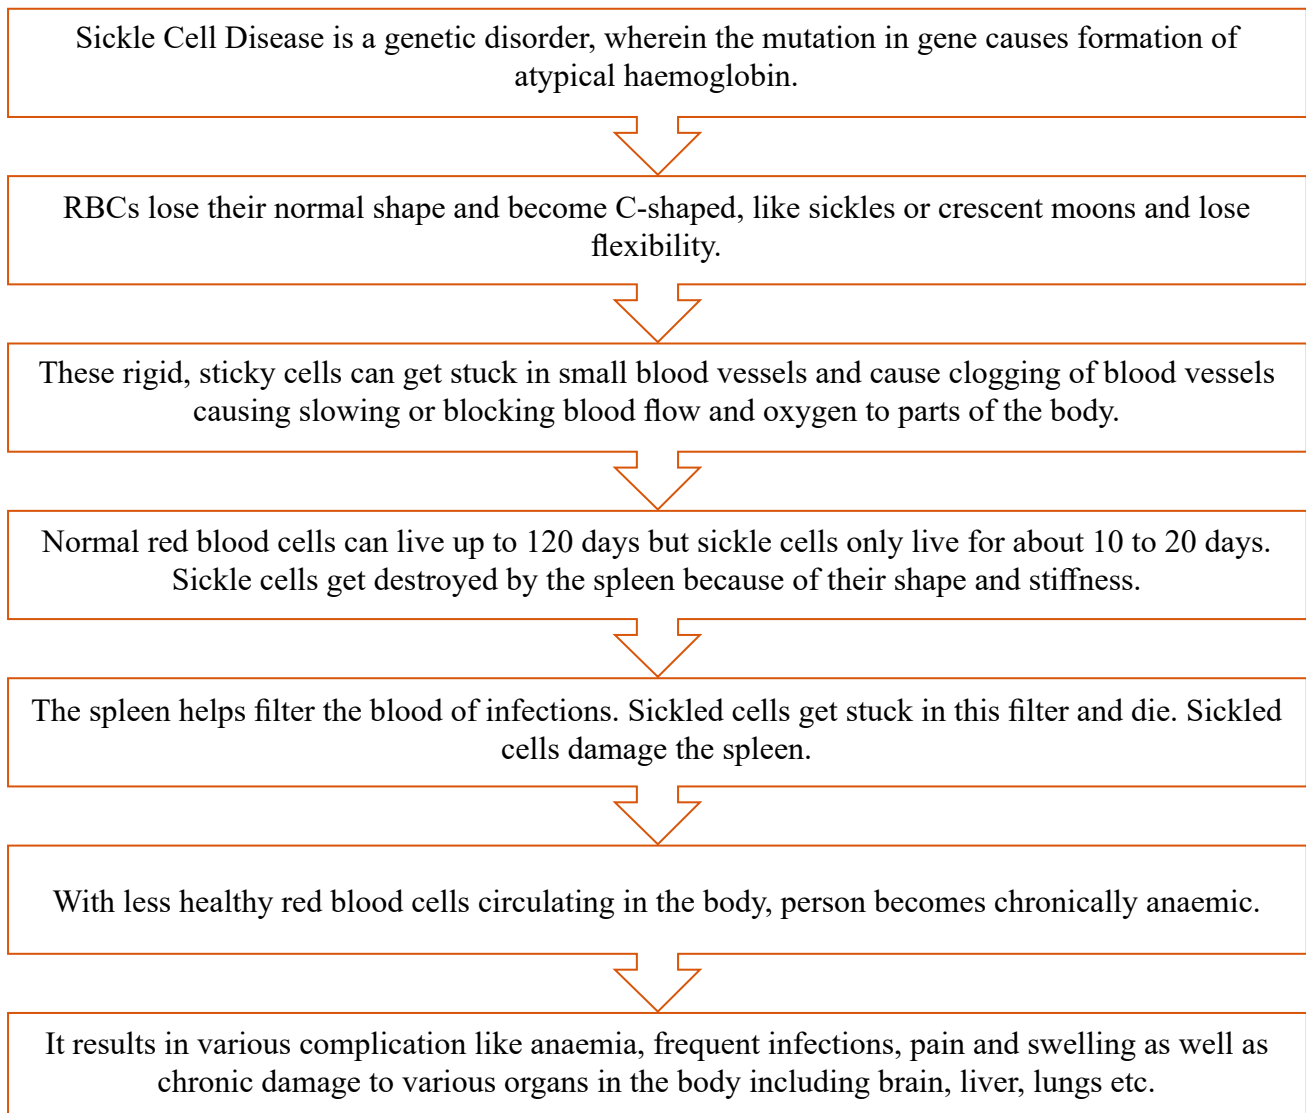 Sickle Cell Disease is a genetic disorder, wherein the mutation in gene causes formation of
atypical haemoglobin.
RBCs lose their normal shape and become C-shaped, like sickles or crescent moons and lose
flexibility.
These rigid, sticky cells can get stuck in small blood vessels and cause clogging of blood vessels
causing slowing or blocking blood flow and oxygen to parts of the body.
Normal red blood cells can live up to 120 days but sickle cells only live for about 10 to 20 days.
Sickle cells get destroyed by the spleen because of their shape and stiffness.
The spleen helps filter the blood of infections. Sickled cells get stuck in this filter and die. Sickled
cells damage the spleen.
With less healthy red blood cells circulating in the body, person becomes chronically anaemic.
It results in various complication like anaemia, frequent infections, pain and swelling as well as
chronic damage to various organs in the body including brain, liver, lungs etc.